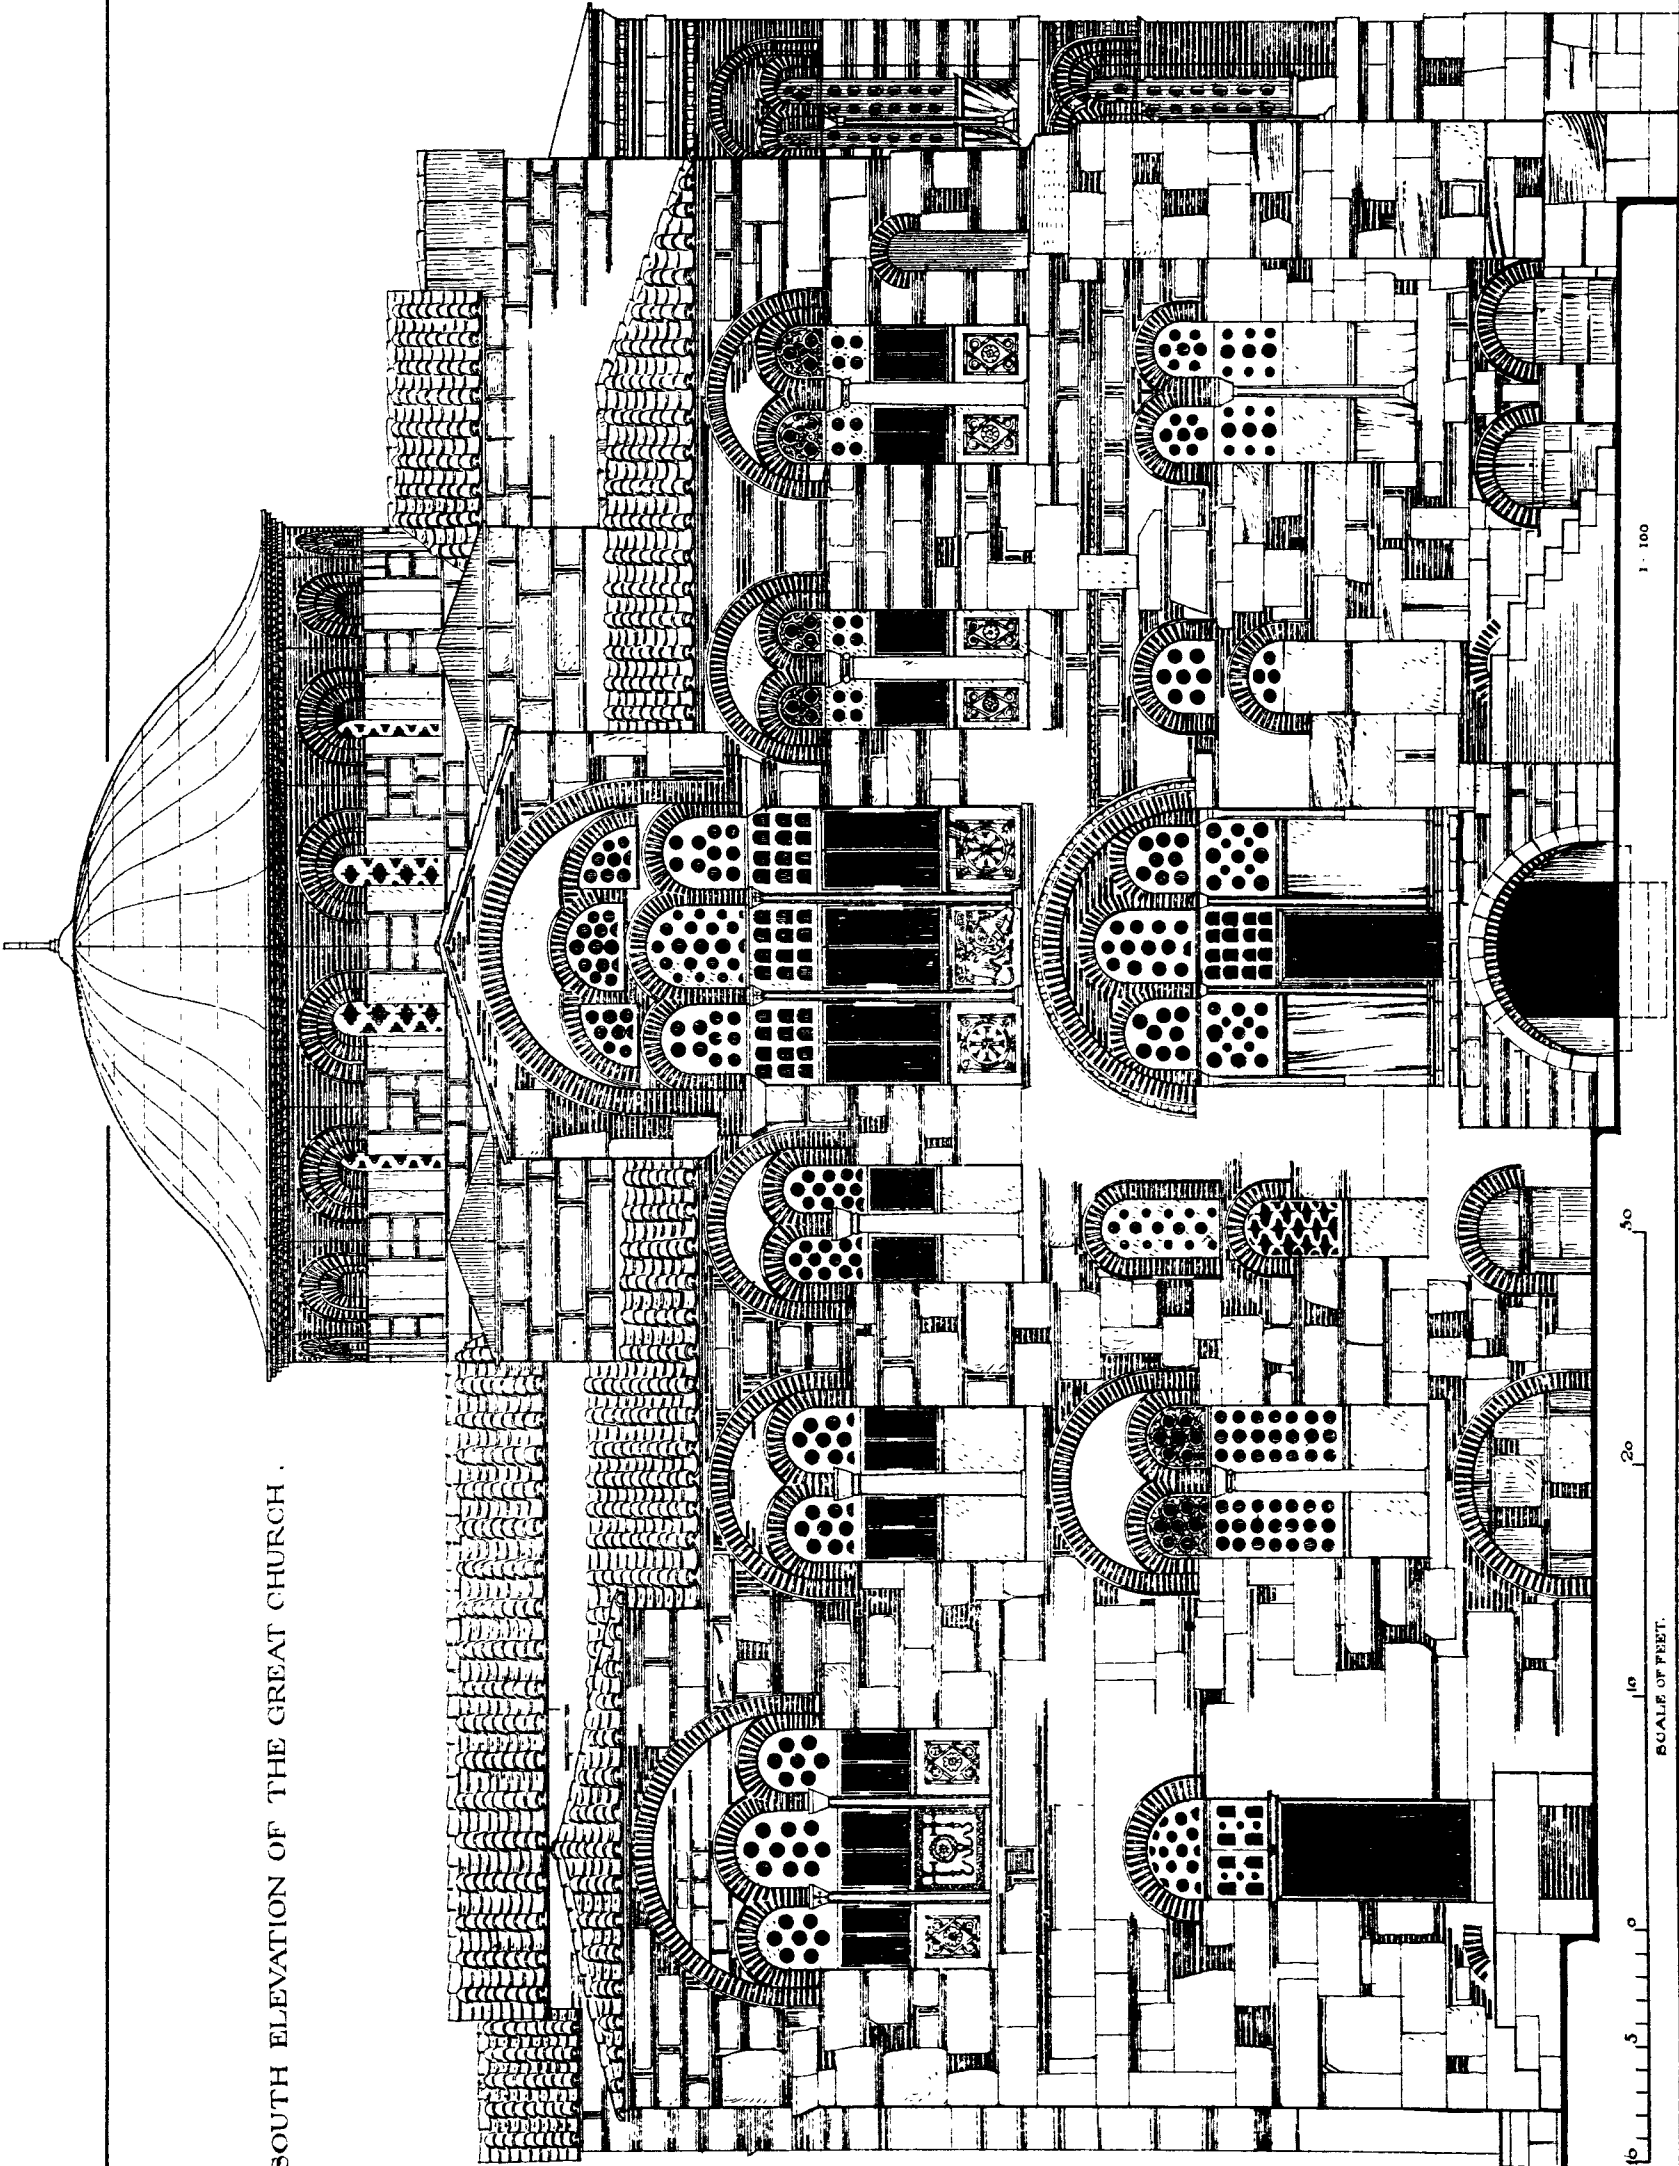 SOUTH ELEVATION OF THE GREAT CHURCH.
1·100
10 5 0 10 20 30
SCALE OF FEET.